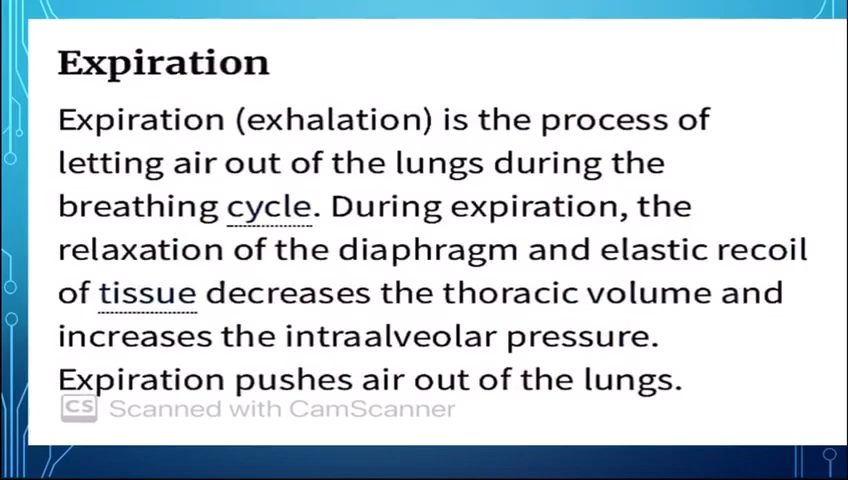 Expiration
Expiration (exhalation) is the process of
letting air out of the lungs during the
breathing cycle. During expiration, the
relaxation of the diaphragm and elastic recoil
of tissue decreases the thoracic volume and
increases the intraalveolar pressure.
Expiration pushes air out of the lungs.
CS Scanned with CamScanner